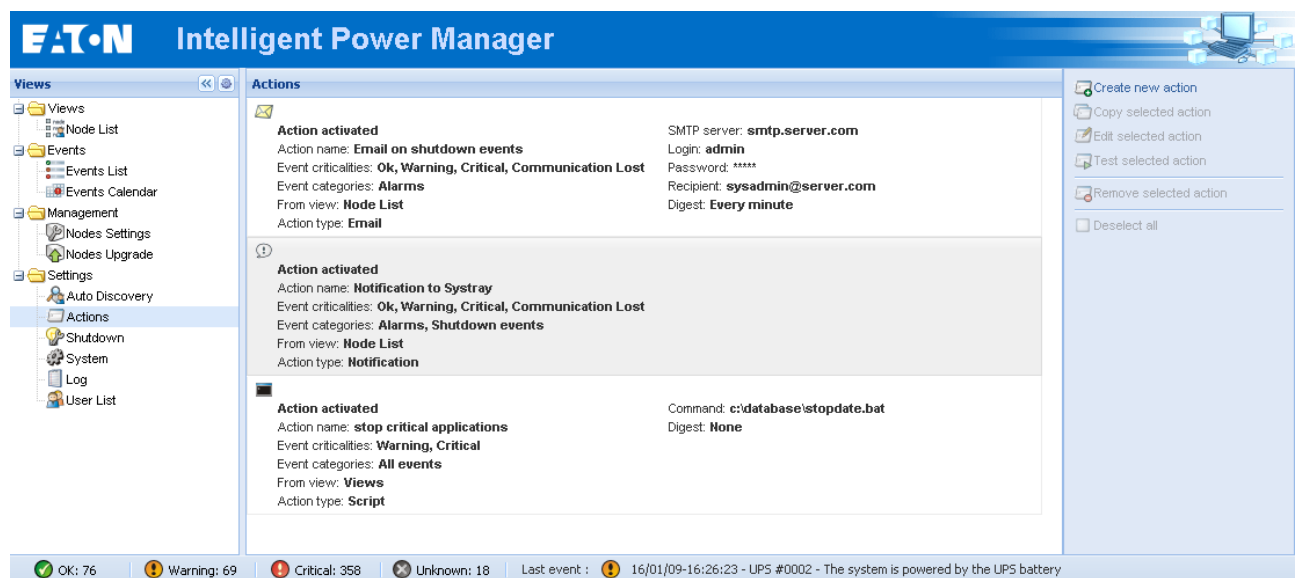 EATON Intelligent Power Manager
Views
Views
Node List
Events
Events List
Events Calendar
Management
Nodes Settings
Nodes Upgrade
Settings
Auto Discovery
Actions
Shutdown
System
Log
User List
Actions
Action activated
Action name: Email on shutdown events
Event criticalities: Ok, Warning, Critical, Communication Lost
Event categories: Alarms
From view: Node List
Action type: Email
SMTP server: smtp.server.com
Login: admin
Password: *****
Recipient: sysadmin@server.com
Digest: Every minute
Action activated
Action name: Notification to Systray
Event criticalities: Ok, Warning, Critical, Communication Lost
Event categories: Alarms, Shutdown events
From view: Node List
Action type: Notification
Action activated
Action name: stop critical applications
Event criticalities: Warning, Critical
Event categories: All events
From view: Views
Action type: Script
Command: c:\database\stopdate.bat
Digest: None
Create new action
Copy selected action
Edit selected action
Test selected action
Remove selected action
Deselect all
OK: 76 Warning: 69 Critical: 358 Unknown: 18 Last event : 16/01/09-16:26:23 - UPS #0002 - The system is powered by the UPS battery